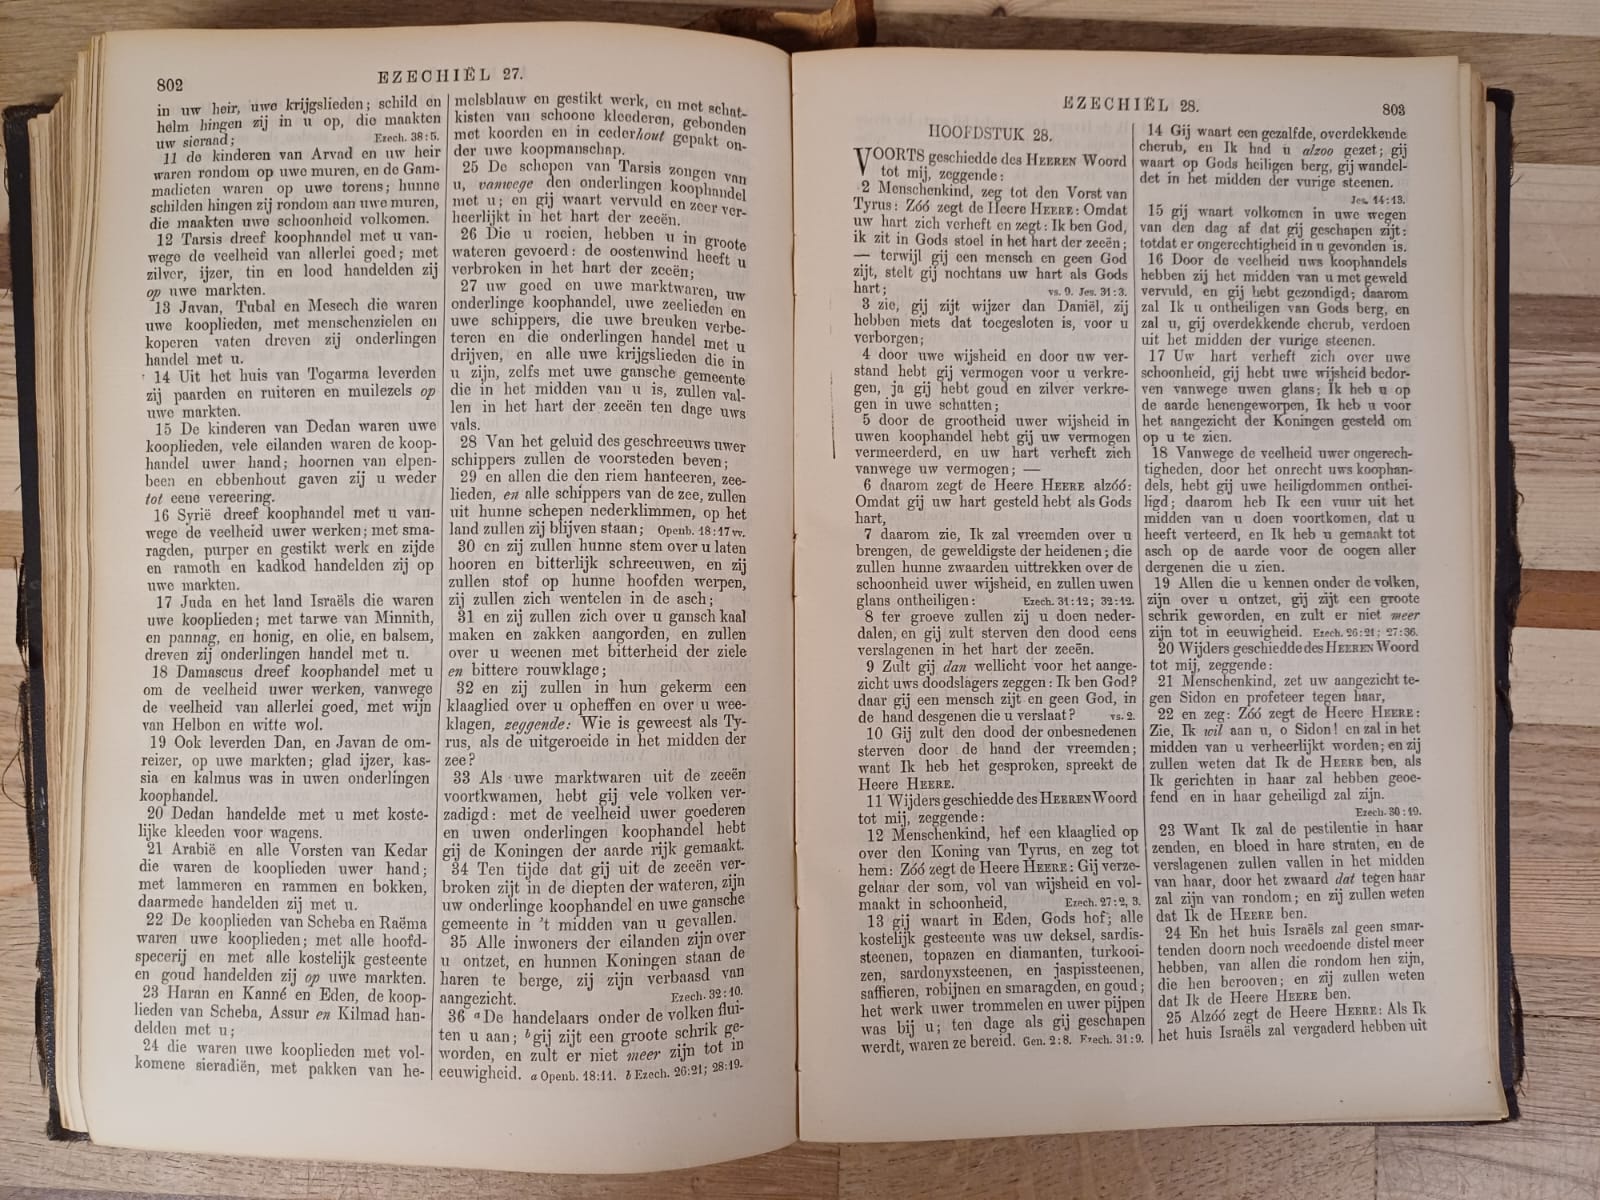 802
EZECHIËL 27.
in uw heir, uwe krijgslieden; schild en
helm hingen zij in u op, die maakten
uw sieraad; Ezech. 38:5.
11 de kinderen van Arvad en uw heir
waren rondom op uwe muren, en de Gam-
madieten waren op uwe torens; hunne
schilden hingen zij rondom aan uwe muren,
die maakten uwe schoonheid volkomen.
12 Tarsis dreef koophandel met u van-
wege de veelheid van allerlei goed; met
zilver, ijzer, tin en lood handelden zij
op uwe markten.
13 Javan, Tubal en Mesech die waren
uwe kooplieden, met menschenzielen en
koperen vaten dreven zij onderlingen
handel met u.
14 Uit het huis van Togarma leverden
zij paarden en ruiteren en muilezels op
uwe markten.
15 De kinderen van Dedan waren uwe
kooplieden, vele eilanden waren de koop-
handel uwer hand; hoornen van elpen-
been en ebbenhout gaven zij u weder
tot eene vereering.
16 Syrië dreef koophandel met u van-
wege de veelheid uwer werken; met sma-
ragden, purper en gestikt werk en zijde
en ramoth en kadkod handelden zij op
uwe markten.
17 Juda en het land Israëls die waren
uwe kooplieden; met tarwe van Minnith,
en pannag, en honig, en olie, en balsem,
dreven zij onderlingen handel met u.
18 Damascus dreef koophandel met u
om de veelheid uwer werken, vanwege
de veelheid van allerlei goed, met wijn
van Helbon en witte wol.
19 Ook leverden Dan, en Javan de om-
reizer, op uwe markten; glad ijzer, kas-
sia en kalmus was in uwen onderlingen
koophandel.
20 Dedan handelde met u met koste-
lijke kleeden voor wagens.
21 Arabië en alle Vorsten van Kedar
die waren de kooplieden uwer hand;
met lammeren en rammen en bokken,
daarmede handelden zij met u.
22 De kooplieden van Scheba en Raëma
waren uwe kooplieden; met alle hoofd-
specerij en met alle kostelijk gesteente
en goud handelden zij op uwe markten.
23 Haran en Kanné en Eden, de koop-
lieden van Scheba, Assur en Kilmad han-
delden met u;
24 die waren uwe kooplieden met vol-
komene sieradiën, met pakken van he-
melsblauw en gestikt werk, en met schat-
kisten van schoone kleederen, gebonden
met koorden en in cederhout gepakt on-
der uwe koopmanschap.
25 De schepen van Tarsis zongen van
u, vanwege den onderlingen koophandel
met u; en gij waart vervuld en zeer ver-
heerlijkt in het hart der zeeën.
26 Die u roeien, hebben u in groote
wateren gevoerd: de oostenwind heeft u
verbroken in het hart der zeeën;
27 uw goed en uwe marktwaren, uw
onderlinge koophandel, uwe zeelieden en
uwe schippers, die uwe breuken verbe-
teren en die onderlingen handel met u
drijven, en alle uwe krijgslieden die in
u zijn, zelfs met uwe gansche gemeente
die in het midden van u is, zullen val-
len in het hart der zeeën ten dage uws
vals.
28 Van het geluid des geschreeuws uwer
schippers zullen de voorsteden beven;
29 en allen die den riem hanteeren, zee-
lieden, en alle schippers van de zee, zullen
uit hunne schepen nederklimmen, op het
land zullen zij blijven staan; Openb. 18:17 vv.
30 en zij zullen hunne stem over u laten
hooren en bitterlijk schreeuwen, en zij
zullen stof op hunne hoofden werpen,
zij zullen zich wentelen in de asch;
31 en zij zullen zich over u gansch kaal
maken en zakken aangorden, en zullen
over u weenen met bitterheid der ziele
en bittere rouwklage;
32 en zij zullen in hun gekerm een
klaaglied over u opheffen en over u wee-
klagen, zeggende: Wie is geweest als Ty-
rus, als de uitgeroeide in het midden der
zee?
33 Als uwe marktwaren uit de zeeën
voortkwamen, hebt gij vele volken ver-
zadigd: met de veelheid uwer goederen
en uwen onderlingen koophandel hebt
gij de Koningen der aarde rijk gemaakt.
34 Ten tijde dat gij uit de zeeën ver-
broken zijt in de diepten der wateren, zijn
uw onderlinge koophandel en uwe gansche
gemeente in 't midden van u gevallen.
35 Alle inwoners der eilanden zijn over
u ontzet, en hunnen Koningen staan de
haren te berge, zij zijn verbaasd van
aangezicht. Ezech. 32:10.
36 a De handelaars onder de volken flui-
ten u aan; b gij zijt een groote schrik ge-
worden, en zult er niet meer zijn tot in
eeuwigheid. a Openb. 18:11. b Ezech. 26:21; 28:19.
EZECHIËL 28.
803
HOOFDSTUK 28.
VOORTS geschiedde des HEEREN Woord
tot mij, zeggende:
2 Menschenkind, zeg tot den Vorst van
Tyrus: Zóó zegt de Heere HEERE: Omdat
uw hart zich verheft en zegt: Ik ben God,
ik zit in Gods stoel in het hart der zeeën;
— terwijl gij een mensch en geen God
zijt, stelt gij nochtans uw hart als Gods
hart; vs. 9. Jes. 31:3.
3 zie, gij zijt wijzer dan Daniël, zij
hebben niets dat toegesloten is, voor u
verborgen;
4 door uwe wijsheid en door uw ver-
stand hebt gij vermogen voor u verkre-
gen, ja gij hebt goud en zilver verkre-
gen in uwe schatten;
5 door de grootheid uwer wijsheid in
uwen koophandel hebt gij uw vermogen
vermeerderd, en uw hart verheft zich
vanwege uw vermogen; —
6 daarom zegt de Heere HEERE alzóó:
Omdat gij uw hart gesteld hebt als Gods
hart,
7 daarom zie, Ik zal vreemden over u
brengen, de geweldigste der heidenen; die
zullen hunne zwaarden uittrekken over de
schoonheid uwer wijsheid, en zullen uwen
glans ontheiligen: Ezech. 31:12; 32:12.
8 ter groeve zullen zij u doen neder-
dalen, en gij zult sterven den dood eens
verslagenen in het hart der zeeën.
9 Zult gij dan wellicht voor het aange-
zicht uws doodslagers zeggen: Ik ben God?
daar gij een mensch zijt en geen God, in
de hand desgenen die u verslaat? vs. 2.
10 Gij zult den dood der onbesnedenen
sterven door de hand der vreemden;
want Ik heb het gesproken, spreekt de
Heere HEERE.
11 Wijders geschiedde des HEEREN Woord
tot mij, zeggende:
12 Menschenkind, hef een klaaglied op
over den Koning van Tyrus, en zeg tot
hem: Zóó zegt de Heere HEERE: Gij verze-
gelaar der som, vol van wijsheid en vol-
maakt in schoonheid, Ezech. 27:2, 3.
13 gij waart in Eden, Gods hof; alle
kostelijk gesteente was uw deksel, sardis-
steenen, topazen en diamanten, turkooi-
zen, sardonyxsteenen, en jaspissteenen,
saffieren, robijnen en smaragden, en goud;
het werk uwer trommelen en uwer pijpen
was bij u; ten dage als gij geschapen
werdt, waren ze bereid. Gen. 2:8. Ezech. 31:9.
14 Gij waart een gezalfde, overdekkende
cherub, en Ik had u alzoo gezet; gij
waart op Gods heiligen berg, gij wandel-
det in het midden der vurige steenen.
Jes. 14:13.
15 gij waart volkomen in uwe wegen
van den dag af dat gij geschapen zijt:
totdat er ongerechtigheid in u gevonden is.
16 Door de veelheid uws koophandels
hebben zij het midden van u met geweld
vervuld, en gij hebt gezondigd; daarom
zal Ik u ontheiligen van Gods berg, en
zal u, gij overdekkende cherub, verdoen
uit het midden der vurige steenen.
17 Uw hart verheft zich over uwe
schoonheid, gij hebt uwe wijsheid bedor-
ven vanwege uwen glans; Ik heb u op
de aarde henengeworpen, Ik heb u voor
het aangezicht der Koningen gesteld om
op u te zien.
18 Vanwege de veelheid uwer ongerech-
tigheden, door het onrecht uws koophan-
dels, hebt gij uwe heiligdommen onthei-
ligd; daarom heb Ik een vuur uit het
midden van u doen voortkomen, dat u
heeft verteerd, en Ik heb u gemaakt tot
asch op de aarde voor de oogen aller
dergenen die u zien.
19 Allen die u kennen onder de volken,
zijn over u ontzet, gij zijt een groote
schrik geworden, en zult er niet meer
zijn tot in eeuwigheid. Ezech. 26:21; 27:36.
20 Wijders geschiedde des HEEREN Woord
tot mij, zeggende:
21 Menschenkind, zet uw aangezicht te-
gen Sidon en profeteer tegen haar,
22 en zeg: Zóó zegt de Heere HEERE:
Zie, Ik wil aan u, o Sidon! en zal in het
midden van u verheerlijkt worden; en zij
zullen weten dat Ik de HEERE ben, als
Ik gerichten in haar zal hebben geoe-
fend en in haar geheiligd zal zijn.
Ezech. 30:19.
23 Want Ik zal de pestilentie in haar
zenden, en bloed in hare straten, en de
verslagenen zullen vallen in het midden
van haar, door het zwaard dat tegen haar
zal zijn van rondom; en zij zullen weten
dat Ik de HEERE ben.
24 En het huis Israëls zal geen smar-
tenden doorn noch weedoende distel meer
hebben, van allen die rondom hen zijn,
die hen berooven; en zij zullen weten
dat Ik de Heere HEERE ben.
25 Alzóó zegt de Heere HEERE: Als Ik
het huis Israëls zal vergaderd hebben uit